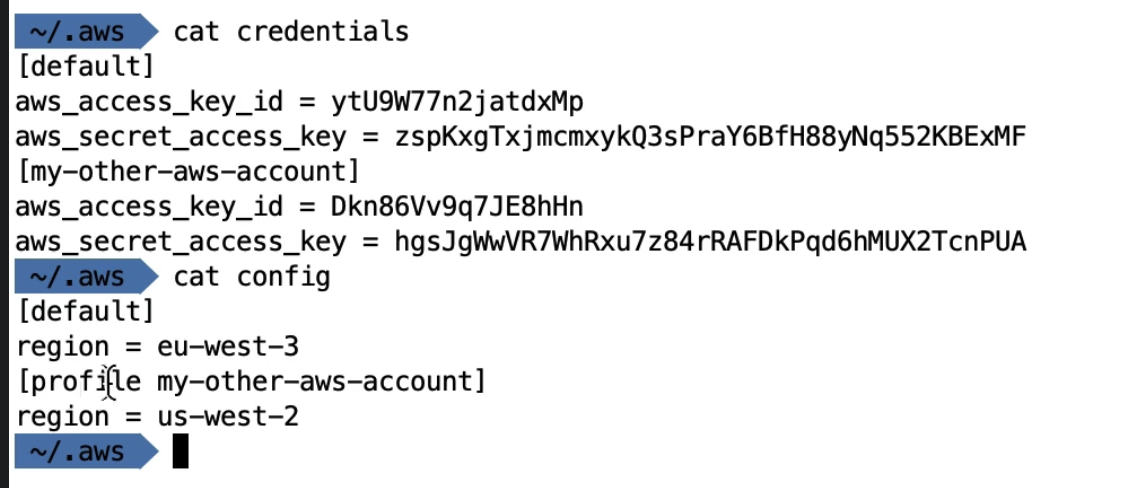 ~/.aws cat credentials
[default]
aws_access_key_id = ytU9W77n2jatdxMp
aws_secret_access_key = zspKxgTxjmcmxykQ3sPraY6BfH88yNq552KBExMF
[my-other-aws-account]
aws_access_key_id = Dkn86Vv9q7JE8hHn
aws_secret_access_key = hgsJgWwVR7WhRxu7z84rRAFDkPqd6hMUX2TcnPUA
~/.aws cat config
[default]
region = eu-west-3
[profile my-other-aws-account]
region = us-west-2
~/.aws